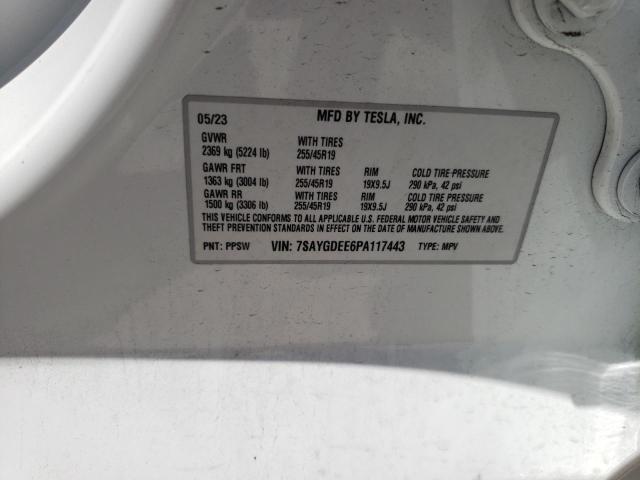 05/23 MFD BY TESLA, INC.
GVWR WITH TIRES
2369 kg (5224 lb) 255/45R19
GAWR FRT WITH TIRES RIM COLD TIRE PRESSURE
1363 kg (3004 lb) 255/45R19 19X9.5J 290 kPa, 42 psi
GAWR RR WITH TIRES RIM COLD TIRE PRESSURE
1500 kg (3306 lb) 255/45R19 19X9.5J 290 kPa, 42 psi
THIS VEHICLE CONFORMS TO ALL APPLICABLE U.S. FEDERAL MOTOR VEHICLE SAFETY AND
THEFT PREVENTION STANDARDS IN EFFECT ON THE DATE OF MANUFACTURE SHOWN ABOVE.
PNT: PPSW VIN: 7SAYGDEE6PA117443 TYPE: MPV